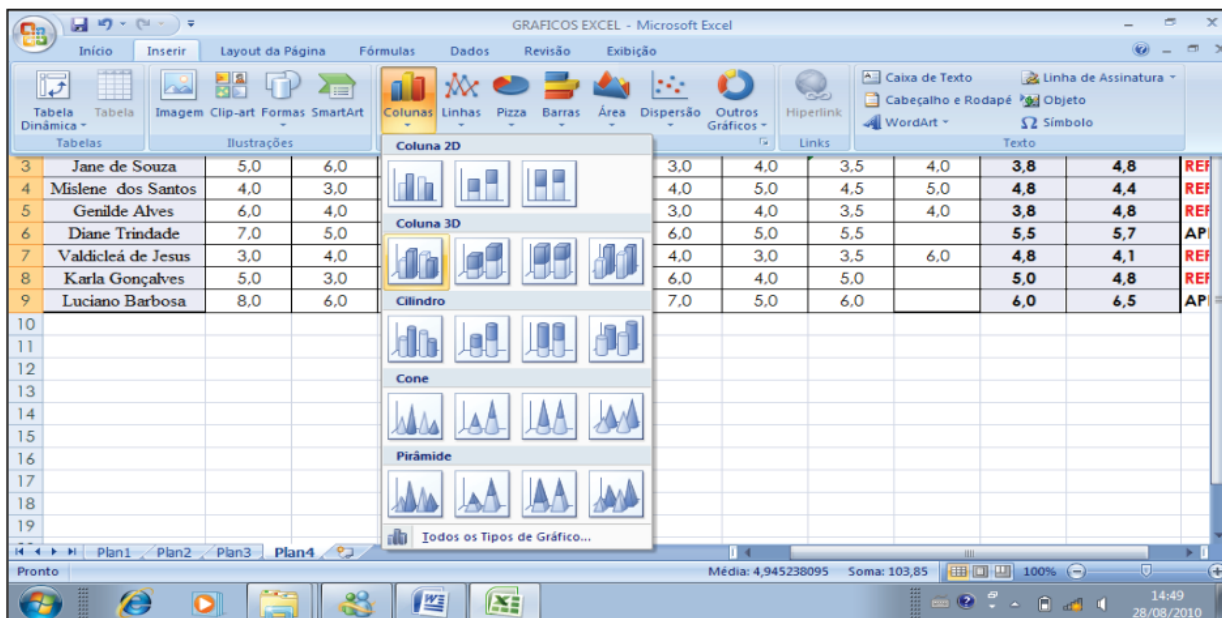 GRAFICOS EXCEL - Microsoft Excel
Início Inserir Layout da Página Fórmulas Dados Revisão Exibição
Tabela Dinâmica Tabela Imagem Clip-art Formas SmartArt Colunas Linhas Pizza Barras Área Dispersão Outros Gráficos Hiperlink
Caixa de Texto Linha de Assinatura
Cabeçalho e Rodapé Objeto
WordArt Símbolo
Tabelas Ilustrações Links Texto
Coluna 2D
Coluna 3D
Cilindro
Cone
Pirâmide
Todos os Tipos de Gráfico...
3 Jane de Souza 5,0 6,0 3,0 4,0 3,5 4,0 3,8 4,8 REF
4 Mislene dos Santos 4,0 3,0 4,0 5,0 4,5 5,0 4,8 4,4 REF
5 Genilde Alves 6,0 4,0 3,0 4,0 3,5 4,0 3,8 4,8 REF
6 Diane Trindade 7,0 5,0 6,0 5,0 5,5 5,5 5,7 AP
7 Valdicleá de Jesus 3,0 4,0 4,0 3,0 3,5 6,0 4,8 4,1 REF
8 Karla Gonçalves 5,0 3,0 6,0 4,0 5,0 5,0 4,8 REF
9 Luciano Barbosa 8,0 6,0 7,0 5,0 6,0 6,0 6,5 AP
10
11
12
13
14
15
16
17
18
19
Plan1 Plan2 Plan3 Plan4
Pronto Média: 4,945238095 Soma: 103,85 100%
14:49
28/08/2010